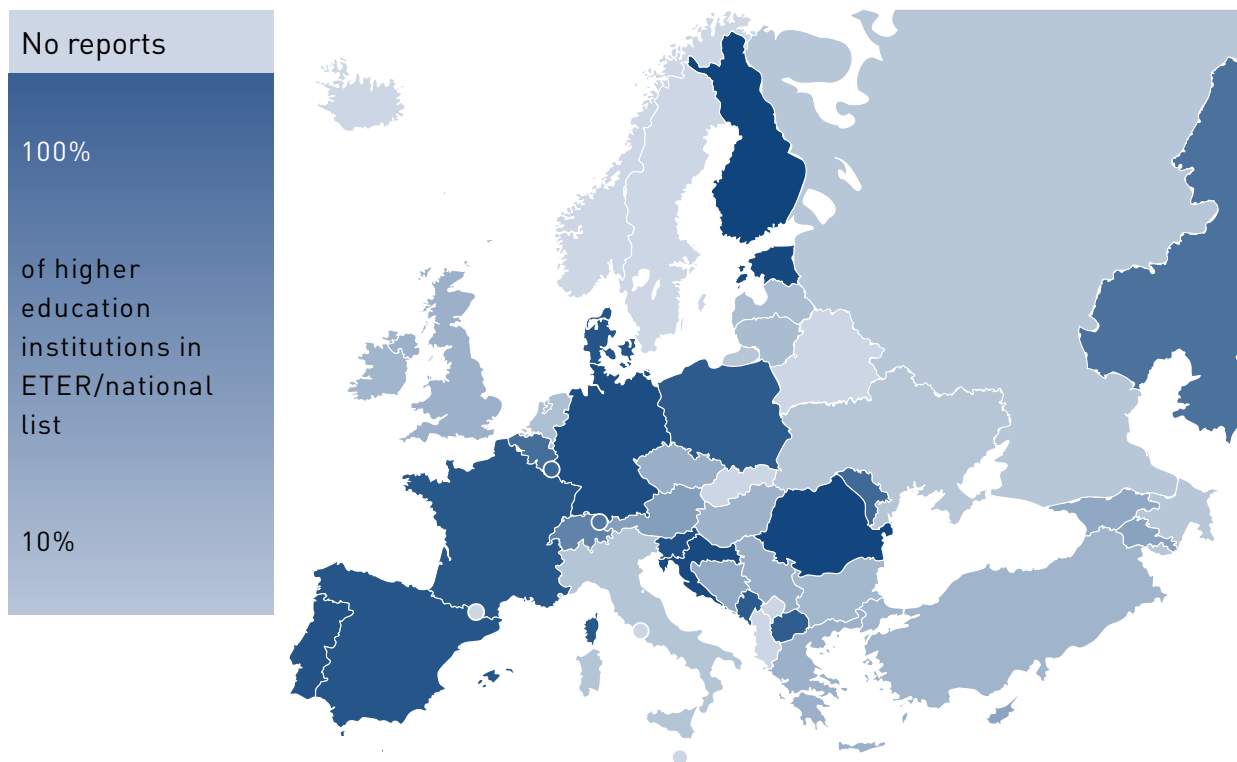 No reports
100%
of higher
education
institutions in
ETER/national
list
10%